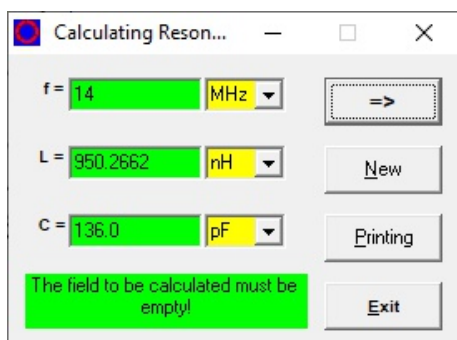 Calculating Reson...
f = 14 MHz
=>
L = 950.2662 nH
New
C = 136.0 pF
Printing
The field to be calculated must be
empty!
Exit